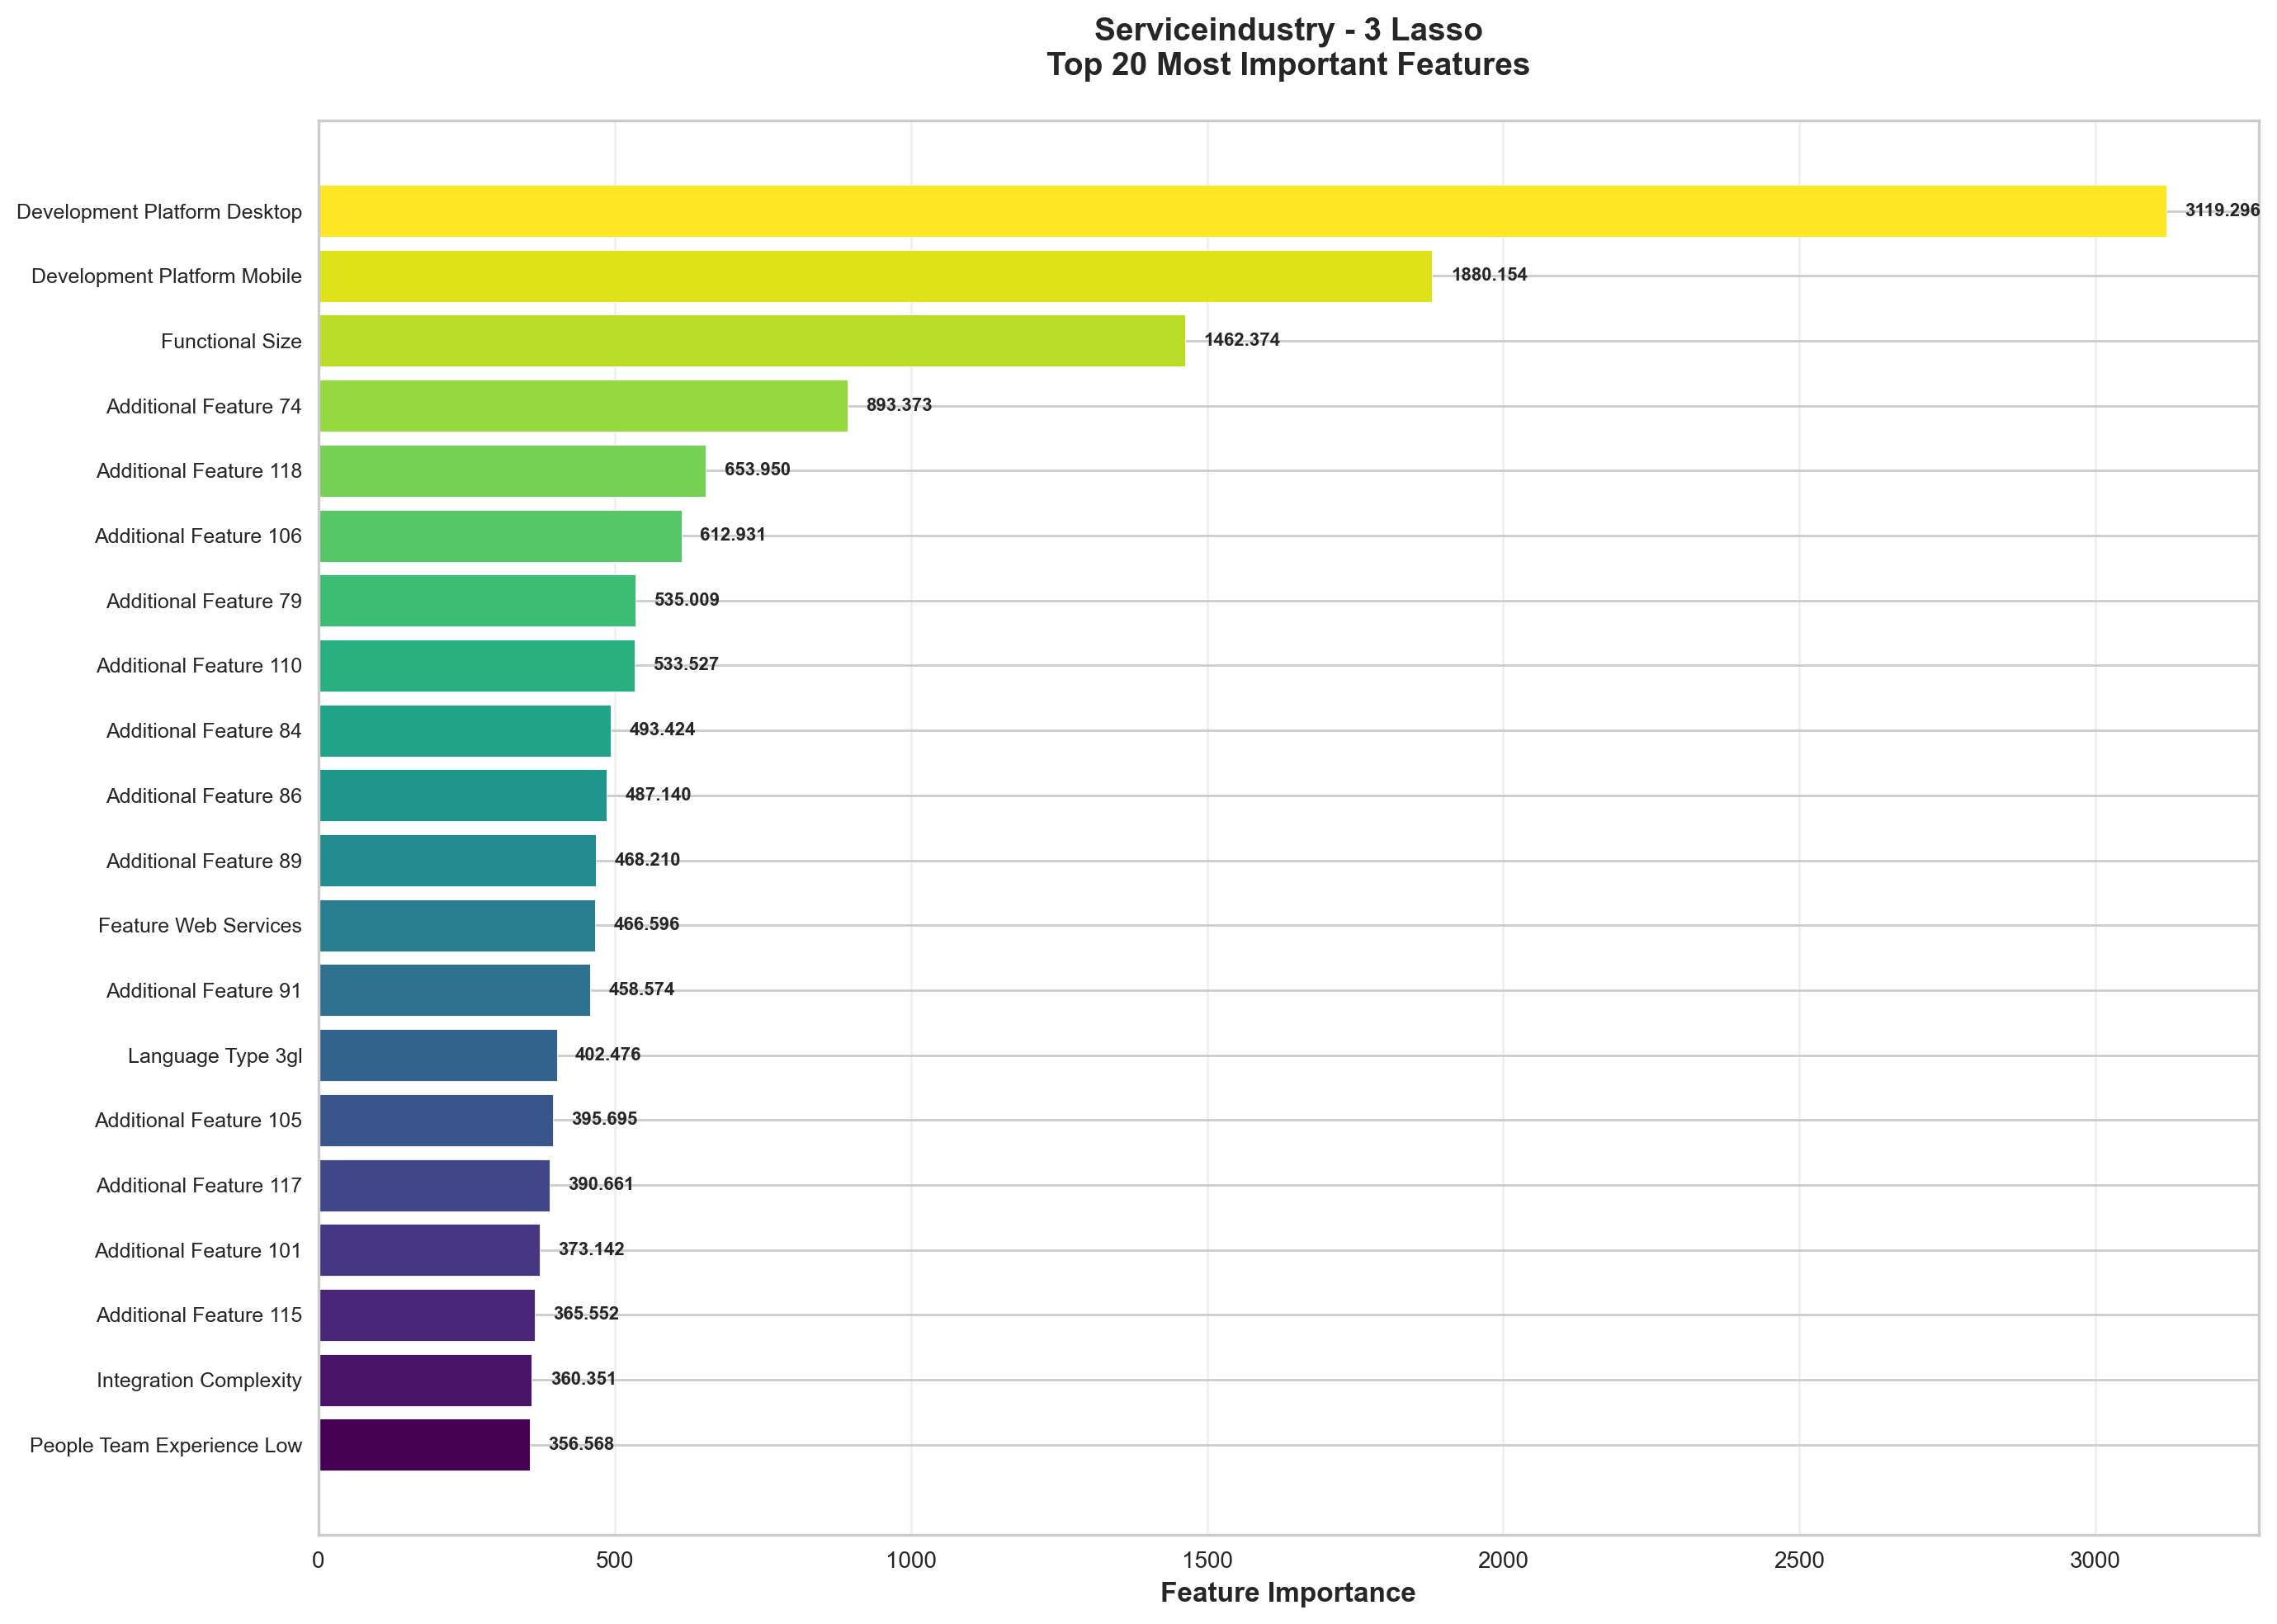 Serviceindustry - 3 Lasso
Top 20 Most Important Features
Development Platform Desktop 3119.296
Development Platform Mobile 1880.154
Functional Size 1462.374
Additional Feature 74 893.373
Additional Feature 118 653.950
Additional Feature 106 612.931
Additional Feature 79 535.009
Additional Feature 110 533.527
Additional Feature 84 493.424
Additional Feature 86 487.140
Additional Feature 89 468.210
Feature Web Services 466.596
Additional Feature 91 458.574
Language Type 3gl 402.476
Additional Feature 105 395.695
Additional Feature 117 390.661
Additional Feature 101 373.142
Additional Feature 115 365.552
Integration Complexity 360.351
People Team Experience Low 356.568
0 500 1000 1500 2000 2500 3000
Feature Importance